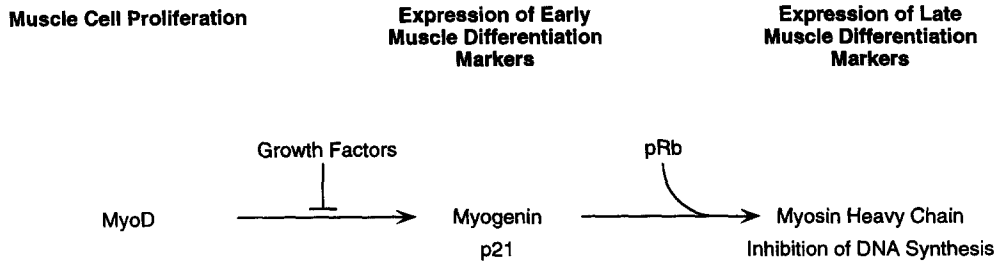 Muscle Cell Proliferation
Expression of Early
Muscle Differentiation
Markers
Expression of Late
Muscle Differentiation
Markers
Growth Factors
pRb
MyoD
Myogenin
p21
Myosin Heavy Chain
Inhibition of DNA Synthesis